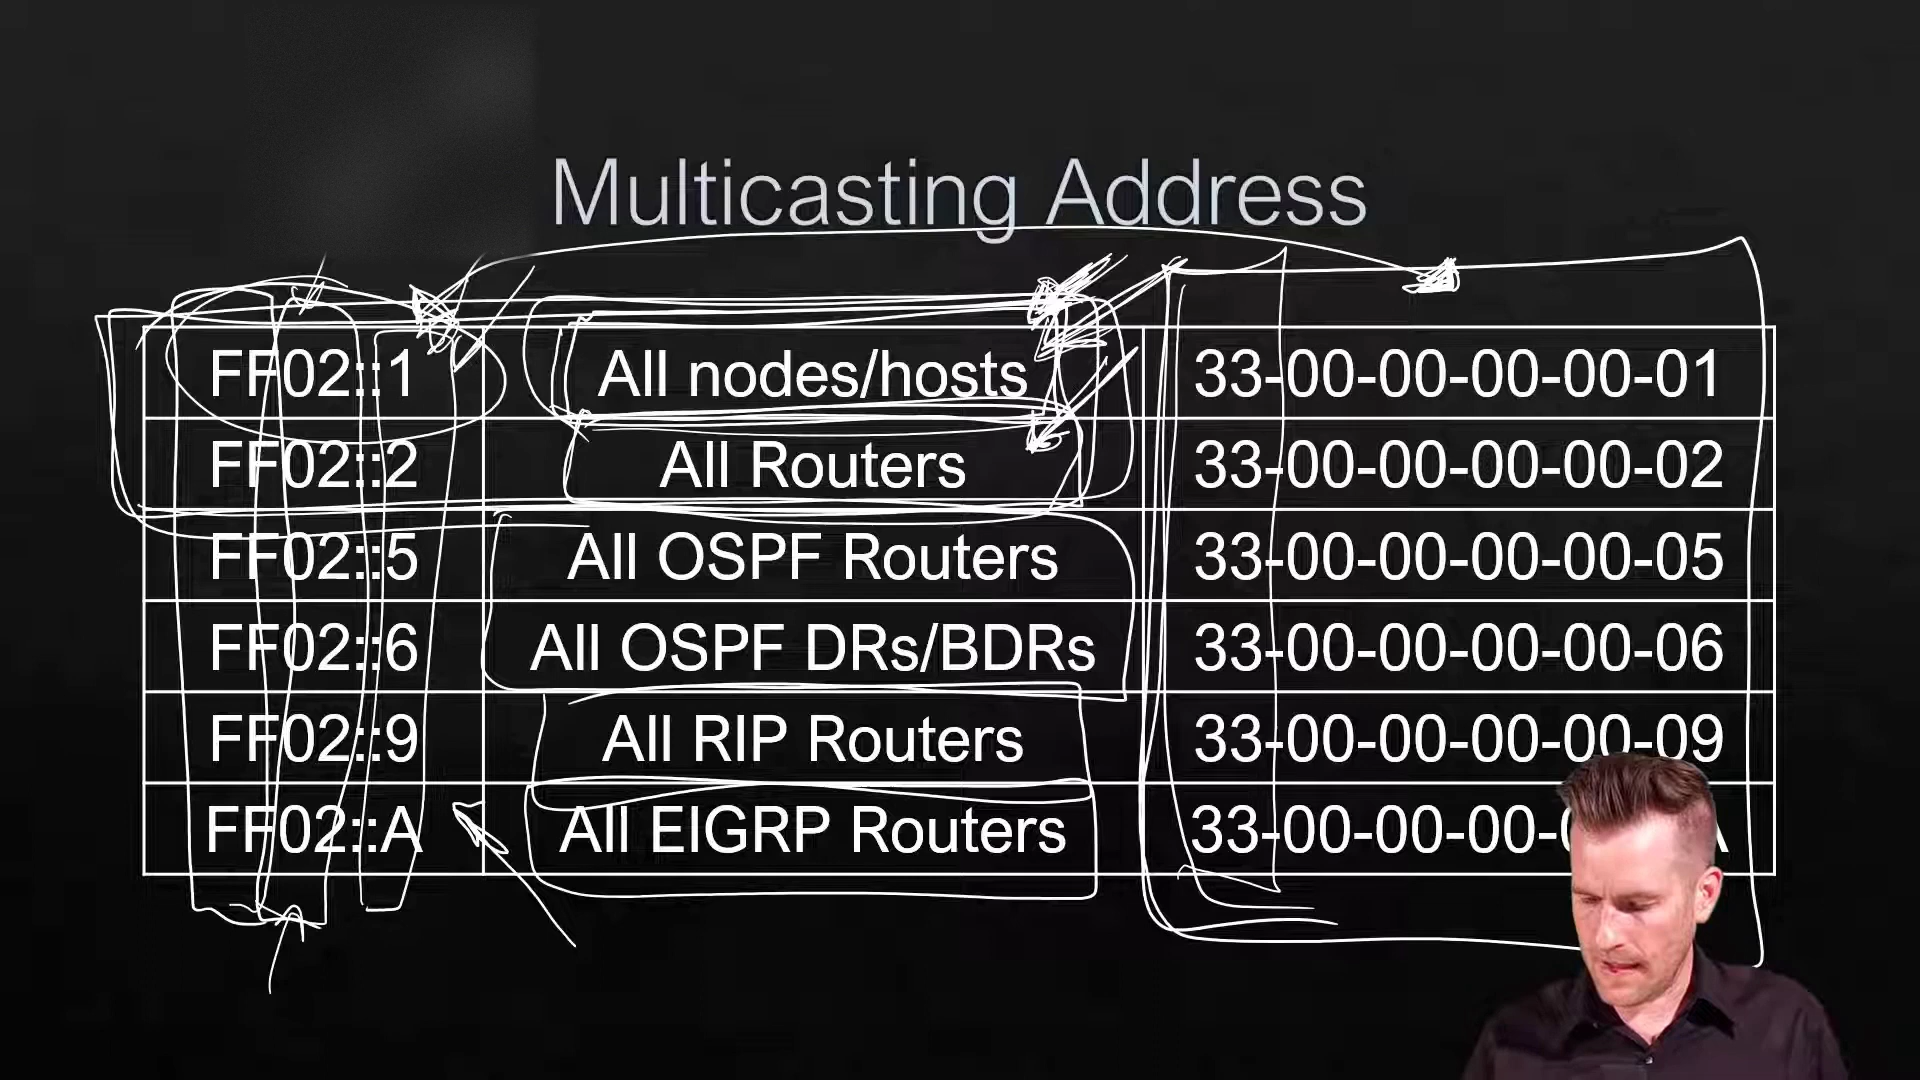 Multicasting Address
FF02::1 All nodes/hosts 33-00-00-00-00-01
FF02::2 All Routers 33-00-00-00-00-02
FF02::5 All OSPF Routers 33-00-00-00-00-05
FF02::6 All OSPF DRs/BDRs 33-00-00-00-00-06
FF02::9 All RIP Routers 33-00-00-00-00-09
FF02::A All EIGRP Routers 33-00-00-00-